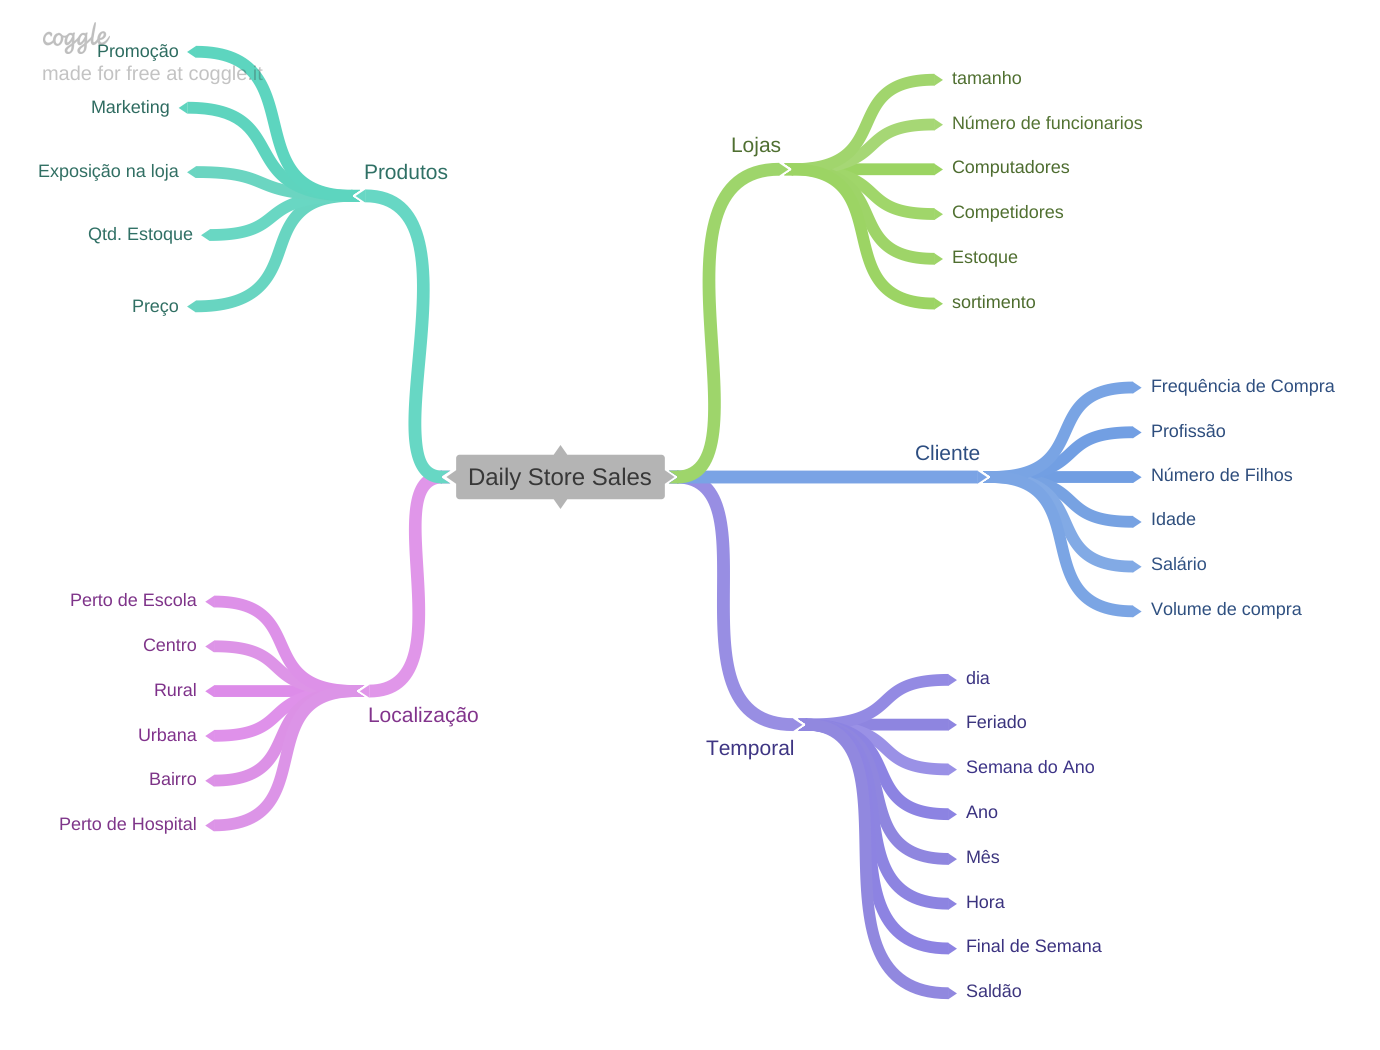 coggle
made for free at coggle.it
Promoção
Marketing
Exposição na loja
Qtd. Estoque
Preço
Produtos
Lojas
tamanho
Número de funcionarios
Computadores
Competidores
Estoque
sortimento
Daily Store Sales
Cliente
Frequência de Compra
Profissão
Número de Filhos
Idade
Salário
Volume de compra
Perto de Escola
Centro
Rural
Urbana
Bairro
Perto de Hospital
Localização
Temporal
dia
Feriado
Semana do Ano
Ano
Mês
Hora
Final de Semana
Saldão